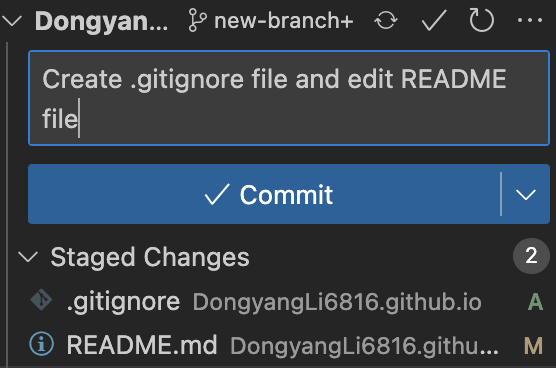 Dongyan... new-branch+
Create .gitignore file and edit README
file
Commit
Staged Changes 2
.gitignore DongyangLi6816.github.io A
README.md DongyangLi6816.githu... M